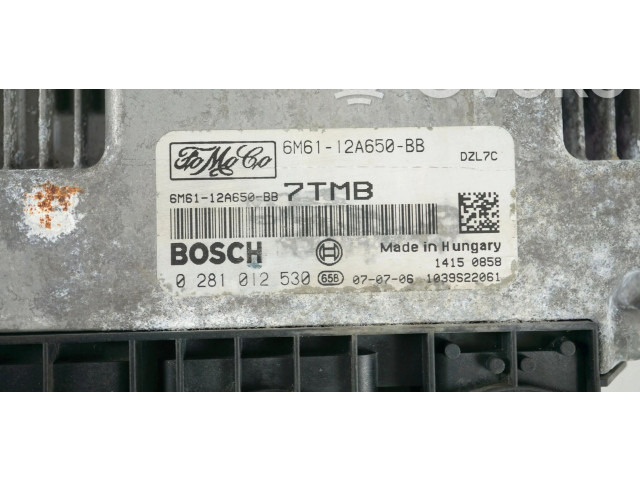 FoMoCo 6M61-12A650-BB
DZL7C
6M61-12A650-BB 7TMB
BOSCH
Made in Hungary
1415 0858
0 281 012 530 65B 07-07-06 1039S22061